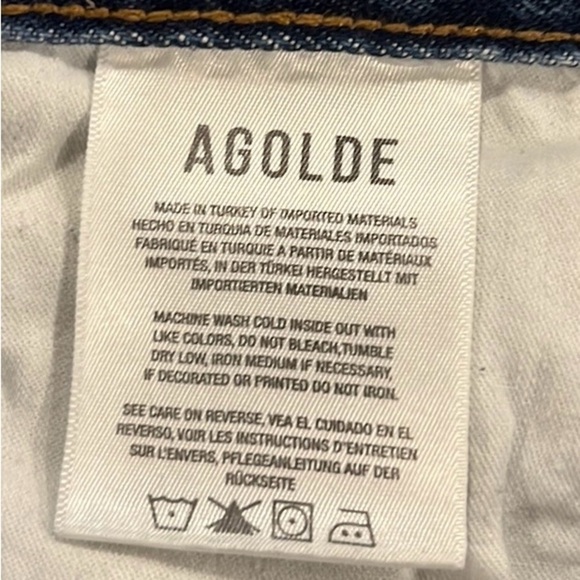 AGOLDE
MADE IN TURKEY OF IMPORTED MATERIALS
HECHO EN TURQUIA DE MATERIALES IMPORTADOS
FABRIQUÉ EN TURQUIE A PARTIR DE MATÉRIAUX
IMPORTÉS, IN DER TÜRKEI HERGESTELLT MIT
IMPORTIERTEN MATERIALIEN
MACHINE WASH COLD INSIDE OUT WITH
LIKE COLORS, DO NOT BLEACH,TUMBLE
DRY LOW, IRON MEDIUM IF NECESSARY,
IF DECORATED OR PRINTED DO NOT IRON.
SEE CARE ON REVERSE, VEA EL CUIDADO EN EL
REVERSO, VOIR LES INSTRUCTIONS D'ENTRETIEN
SUR L'ENVERS, PFLEGEANLEITUNG AUF DER
RÜCKSEITE